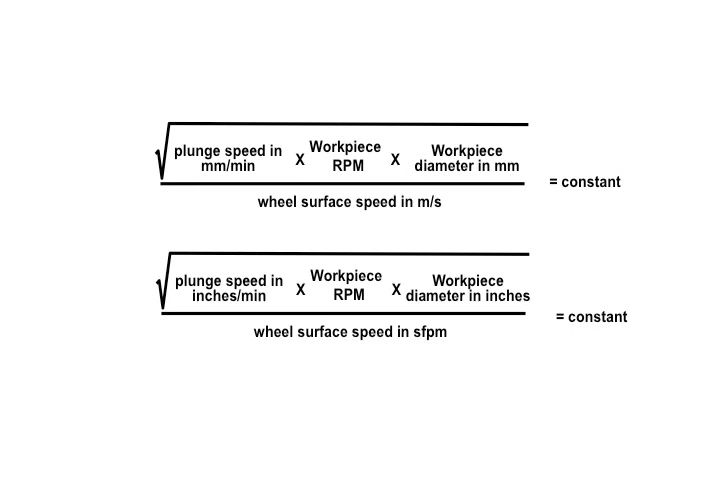 plunge speed in mm/min X Workpiece RPM X Workpiece diameter in mm
= constant
wheel surface speed in m/s
plunge speed in inches/min X Workpiece RPM X Workpiece diameter in inches
= constant
wheel surface speed in sfpm